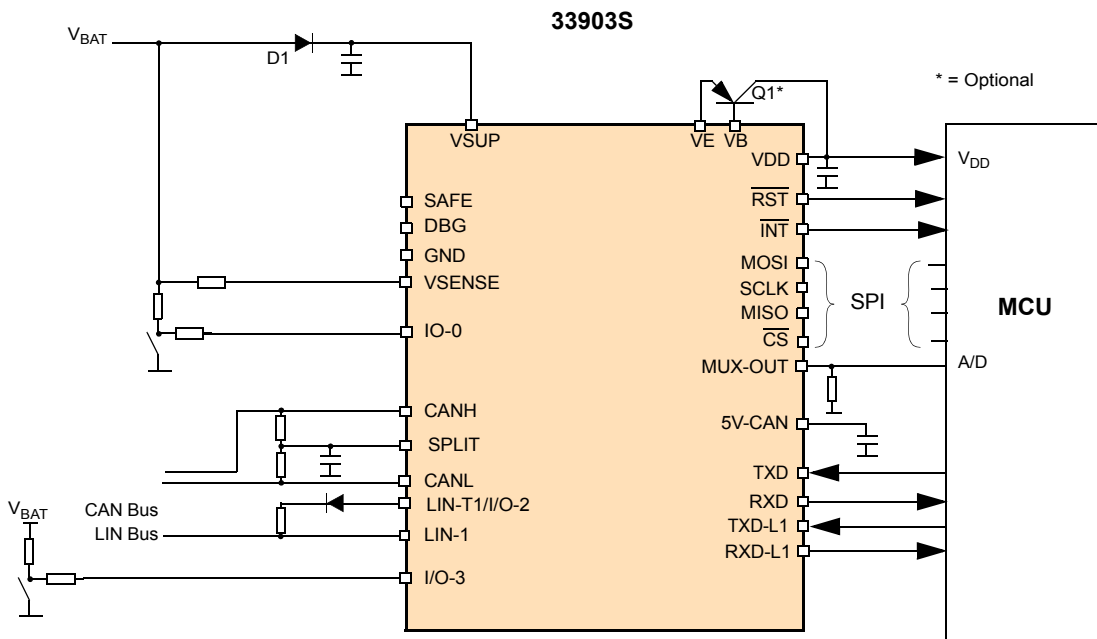 33903S
VBAT
D1
Q1*
* = Optional
VSUP
VE
VB
VDD
VDD
SAFE
RST
DBG
INT
GND
MOSI
VSENSE
SCLK
SPI
MCU
IO-0
MISO
CS
MUX-OUT
A/D
CANH
5V-CAN
SPLIT
TXD
CANL
VBAT
CAN Bus
LIN-T1/I/O-2
RXD
LIN Bus
LIN-1
TXD-L1
RXD-L1
I/O-3